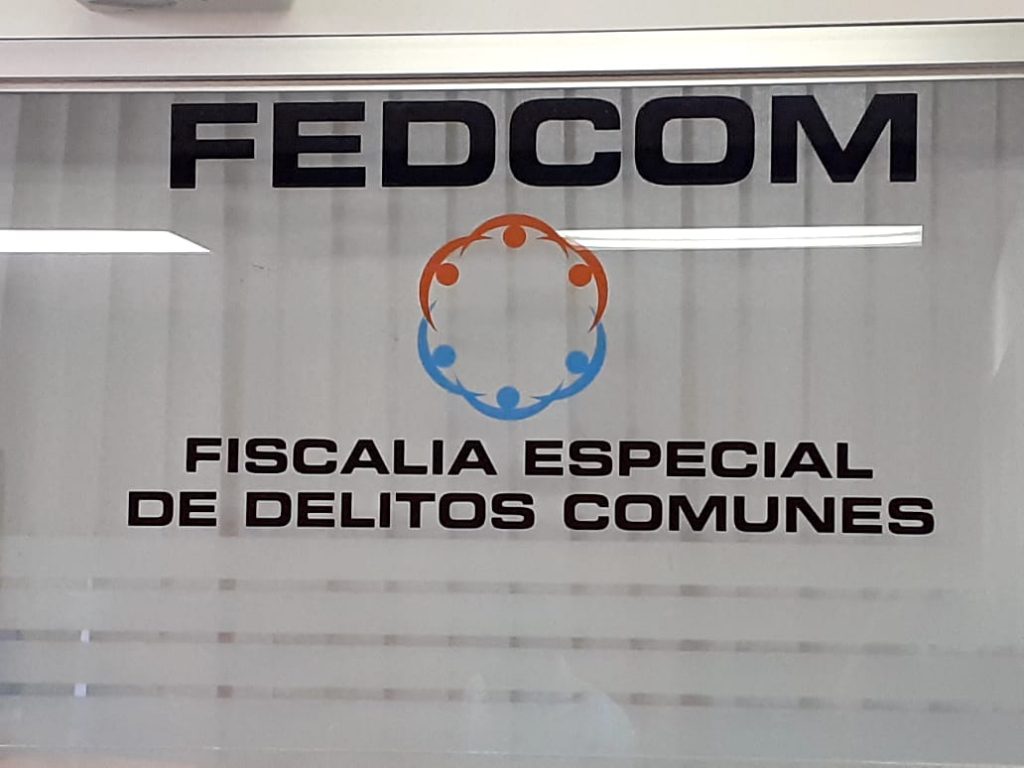 FEDCOM
FISCALIA ESPECIAL
DE DELITOS COMUNES